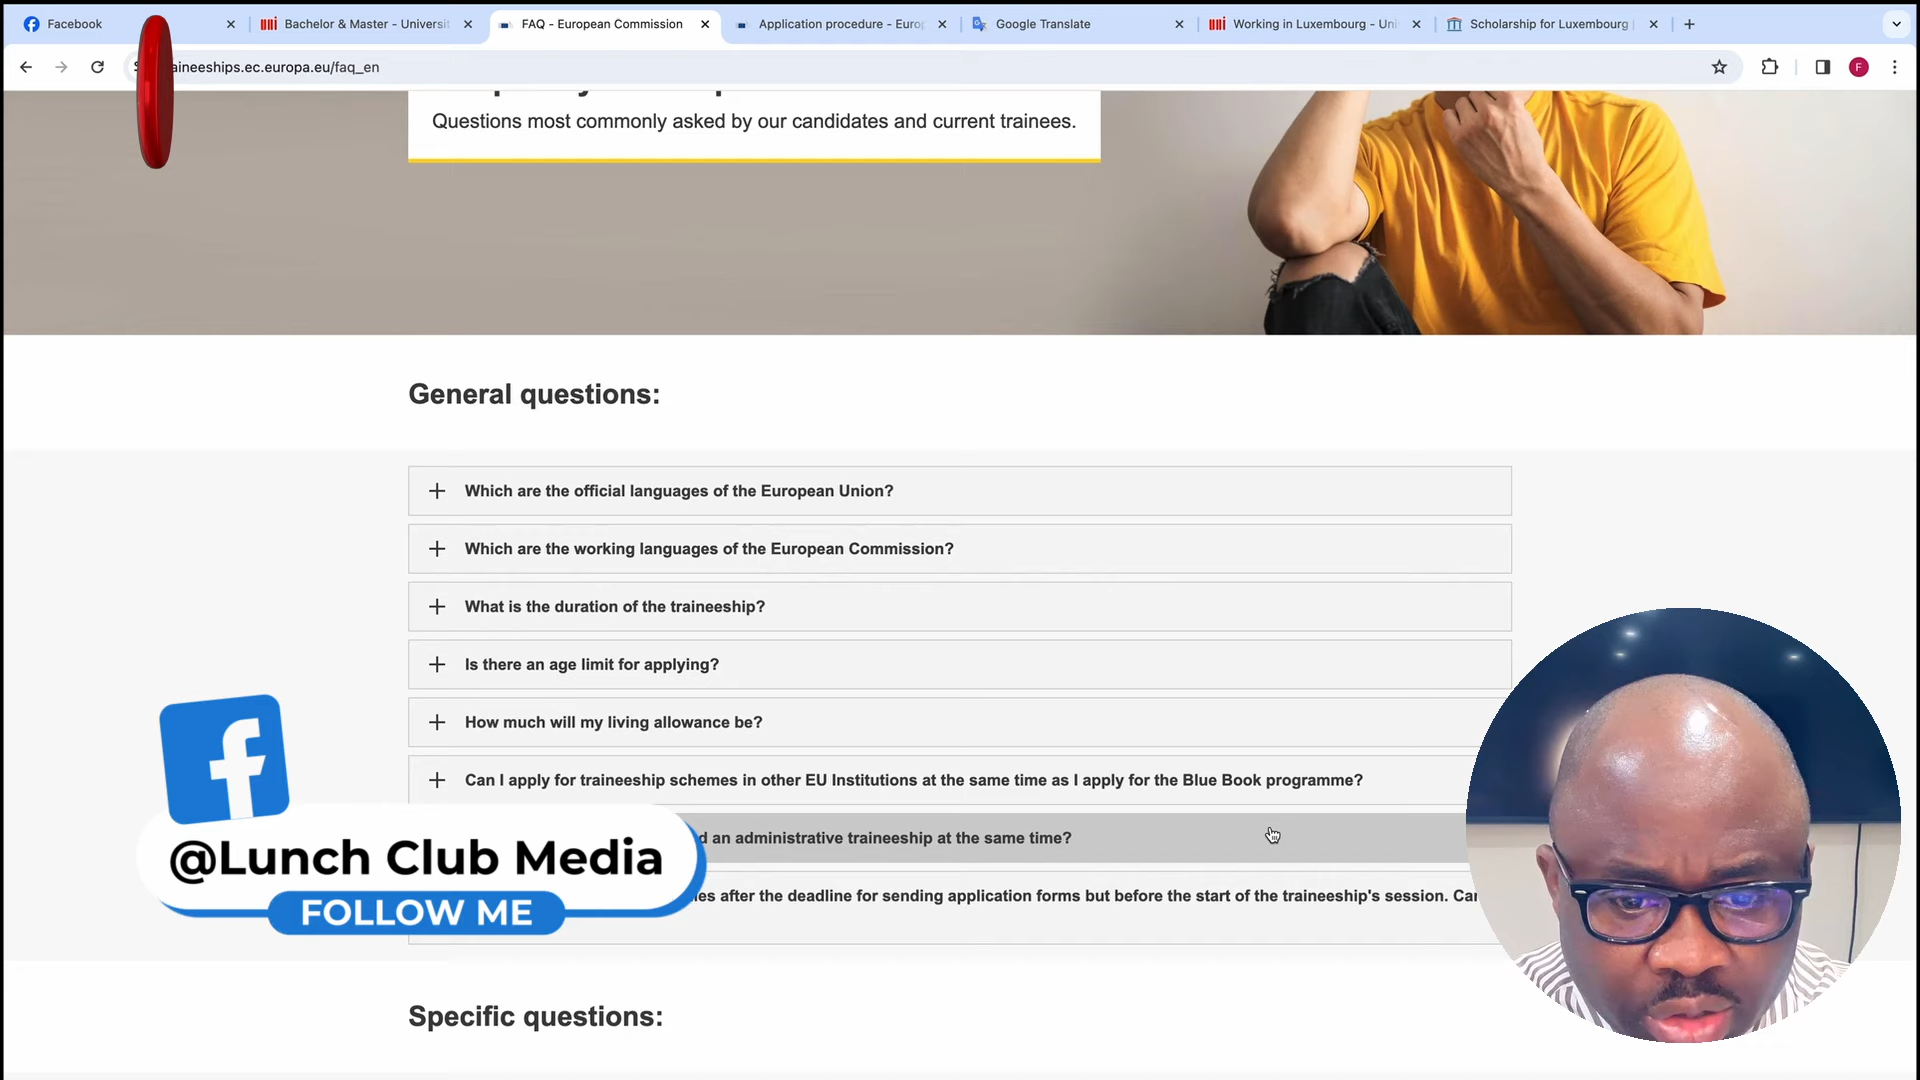 Facebook
Bachelor & Master - Universit
FAQ - European Commission
Application procedure - Europ
Google Translate
Working in Luxembourg - Uni
Scholarship for Luxembourg
aineeships.ec.europa.eu/faq_en
F
Questions most commonly asked by our candidates and current trainees.
General questions:
Which are the official languages of the European Union?
Which are the working languages of the European Commission?
What is the duration of the traineeship?
Is there an age limit for applying?
How much will my living allowance be?
Can I apply for traineeship schemes in other EU Institutions at the same time as I apply for the Blue Book programme?
d an administrative traineeship at the same time?
es after the deadline for sending application forms but before the start of the traineeship's session. Can
@Lunch Club Media
FOLLOW ME
Specific questions: